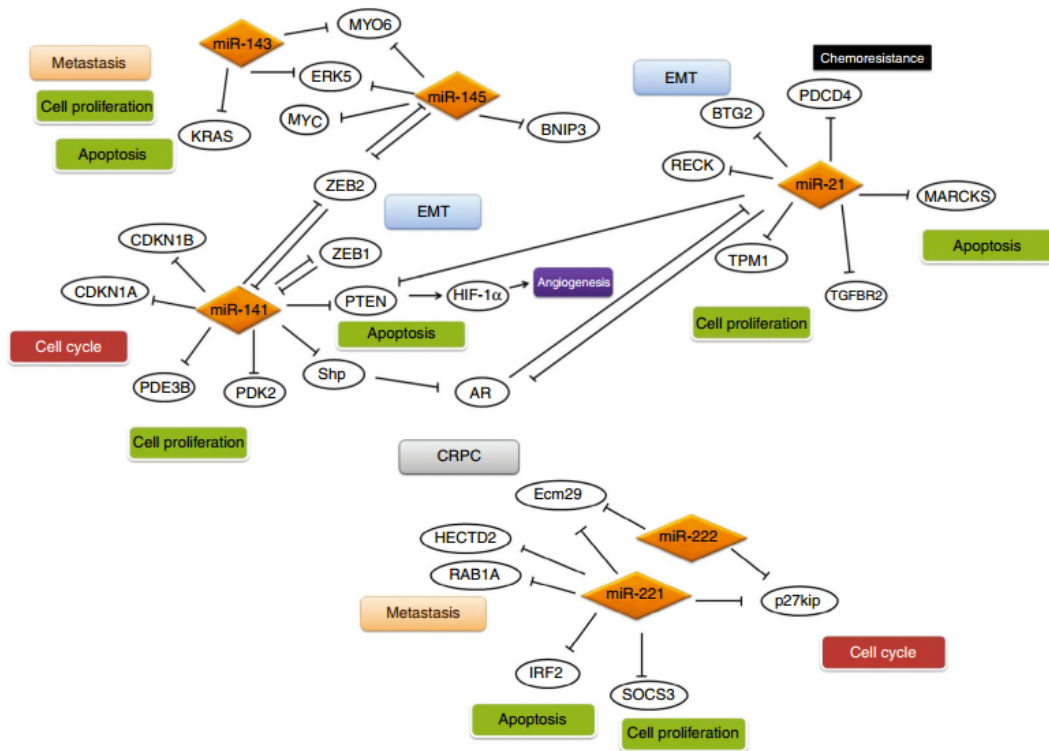 MYO6
miR-143
Metastasis
ERK5
Cell proliferation
miR-145
MYC
BNIP3
KRAS
Apoptosis
ZEB2
EMT
CDKN1B
ZEB1
CDKN1A
miR-141
PTEN
HIF-1α
Angiogenesis
Apoptosis
Cell cycle
Shp
PDE3B
PDK2
AR
Cell proliferation
Chemoresistance
EMT
PDCD4
BTG2
RECK
miR-21
MARCKS
Apoptosis
TPM1
TGFBR2
Cell proliferation
CRPC
Ecm29
miR-222
HECTD2
RAB1A
miR-221
p27kip
Metastasis
Cell cycle
IRF2
SOCS3
Apoptosis
Cell proliferation